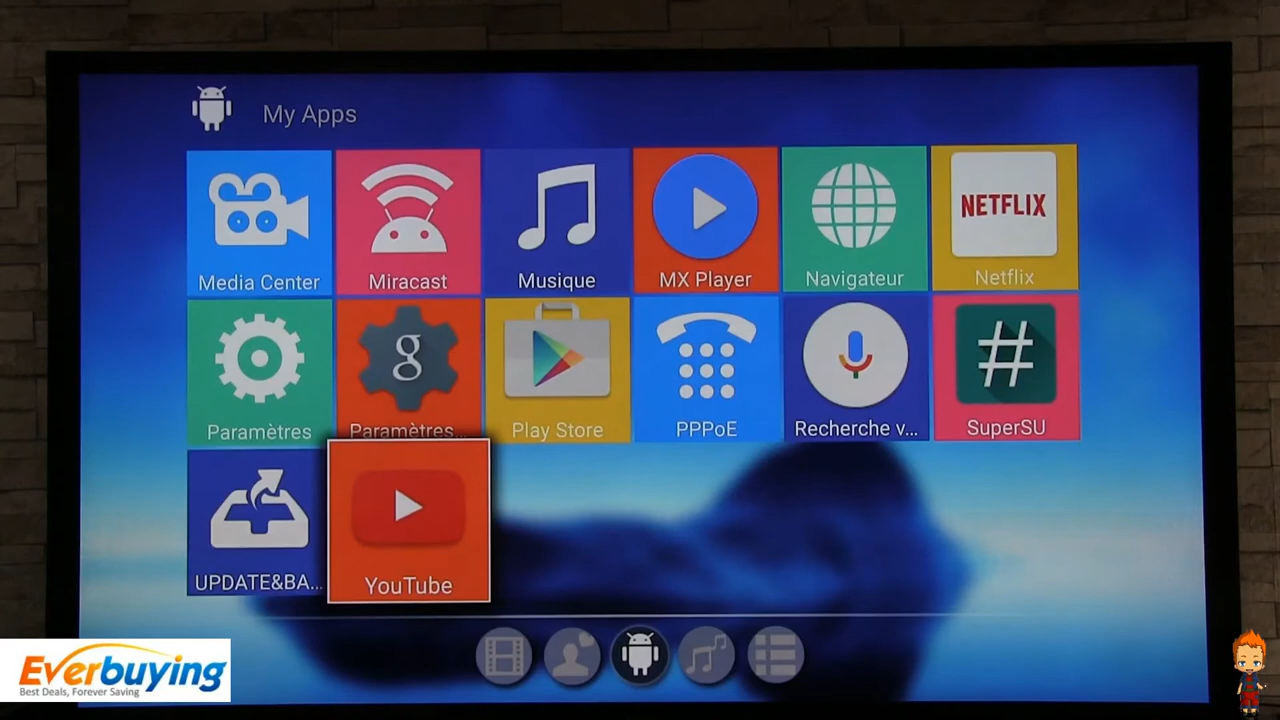 My Apps
Media Center
Miracast
Musique
MX Player
Navigateur
NETFLIX
Netflix
Paramètres
g
Paramètres...
Play Store
PPPoE
Recherche v...
#
SuperSU
UPDATE&BA...
YouTube
Everbuying
Best Deals, Forever Saving